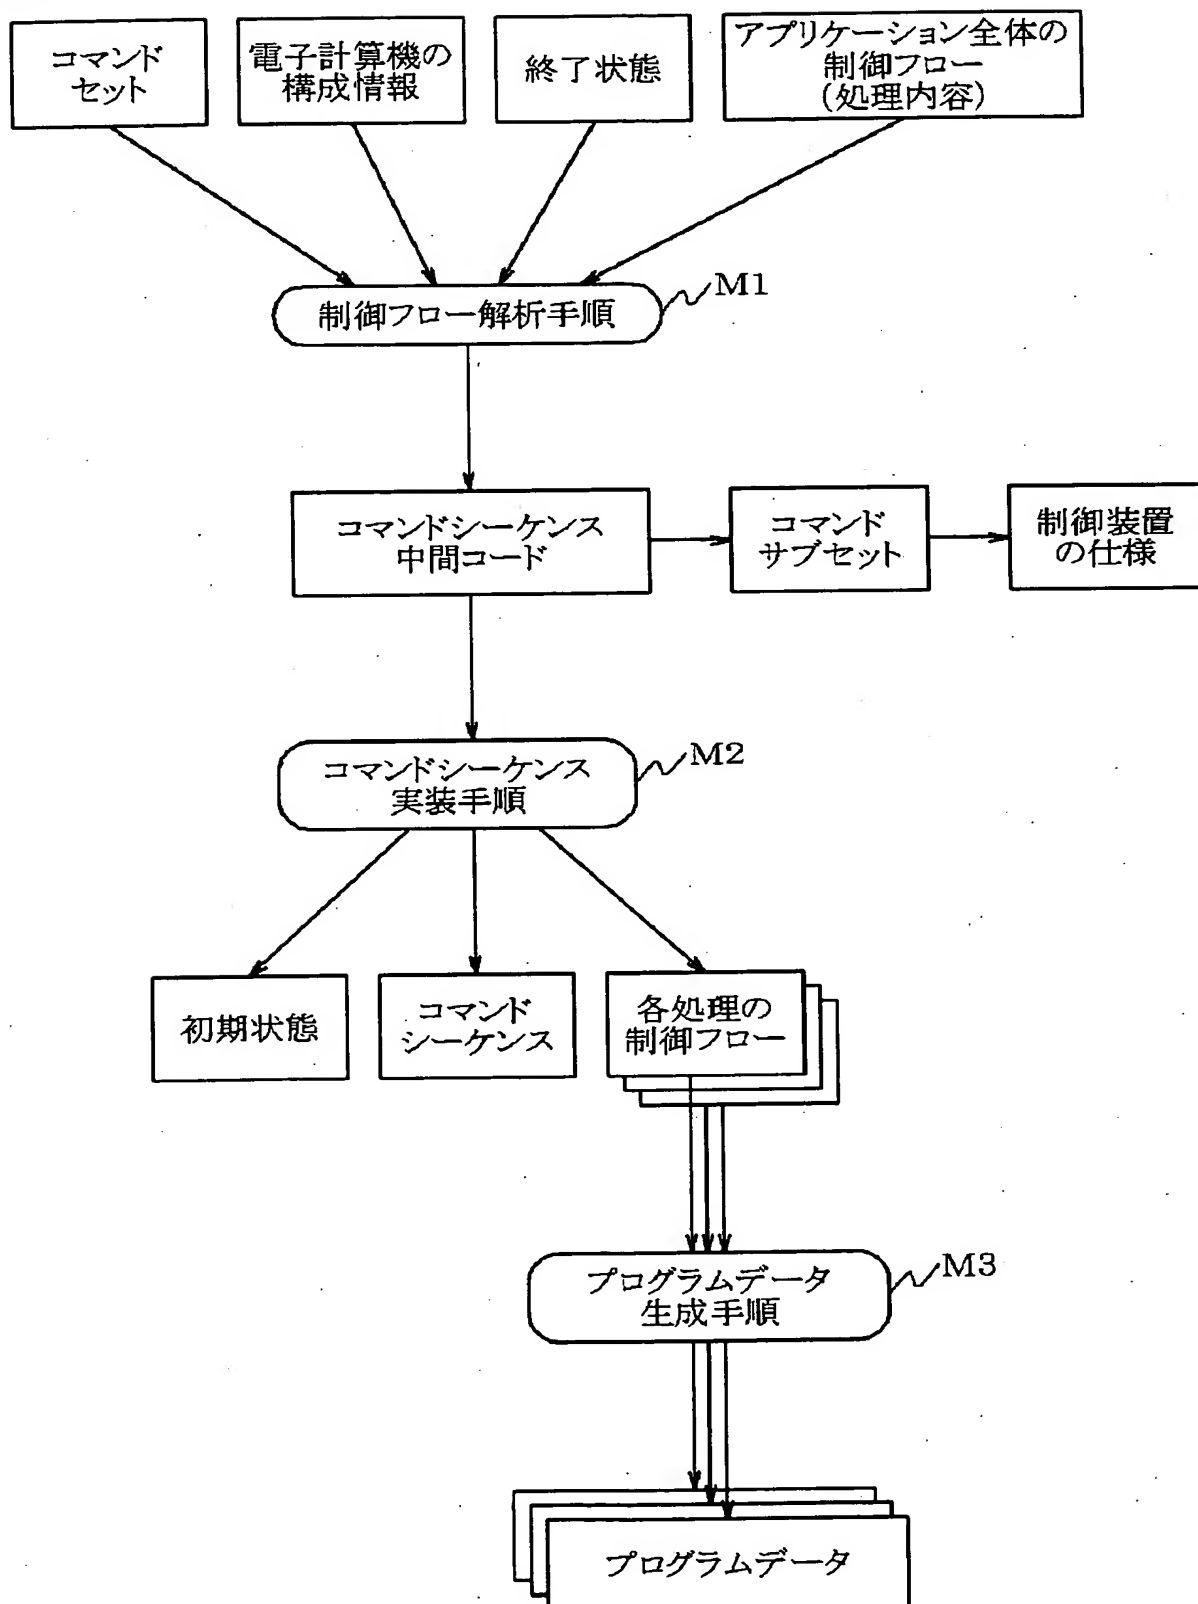 コマンド
セット
電子計算機の
構成情報
終了状態
アプリケーション全体の
制御フロー
(処理内容)
制御フロー解析手順
M1
コマンドシーケンス
中間コード
コマンド
サブセット
制御装置
の仕様
コマンドシーケンス
実装手順
M2
初期状態
コマンド
シーケンス
各処理の
制御フロー
プログラムデータ
生成手順
M3
プログラムデータ